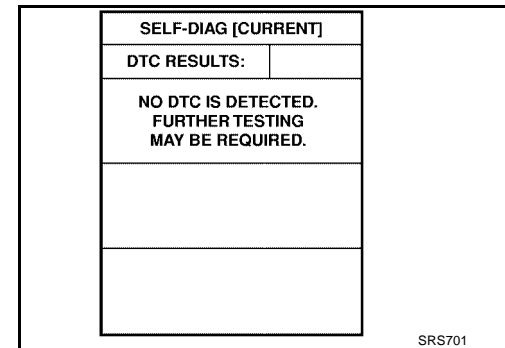 SELF-DIAG [CURRENT]
DTC RESULTS:
NO DTC IS DETECTED.
FURTHER TESTING
MAY BE REQUIRED.
SRS701